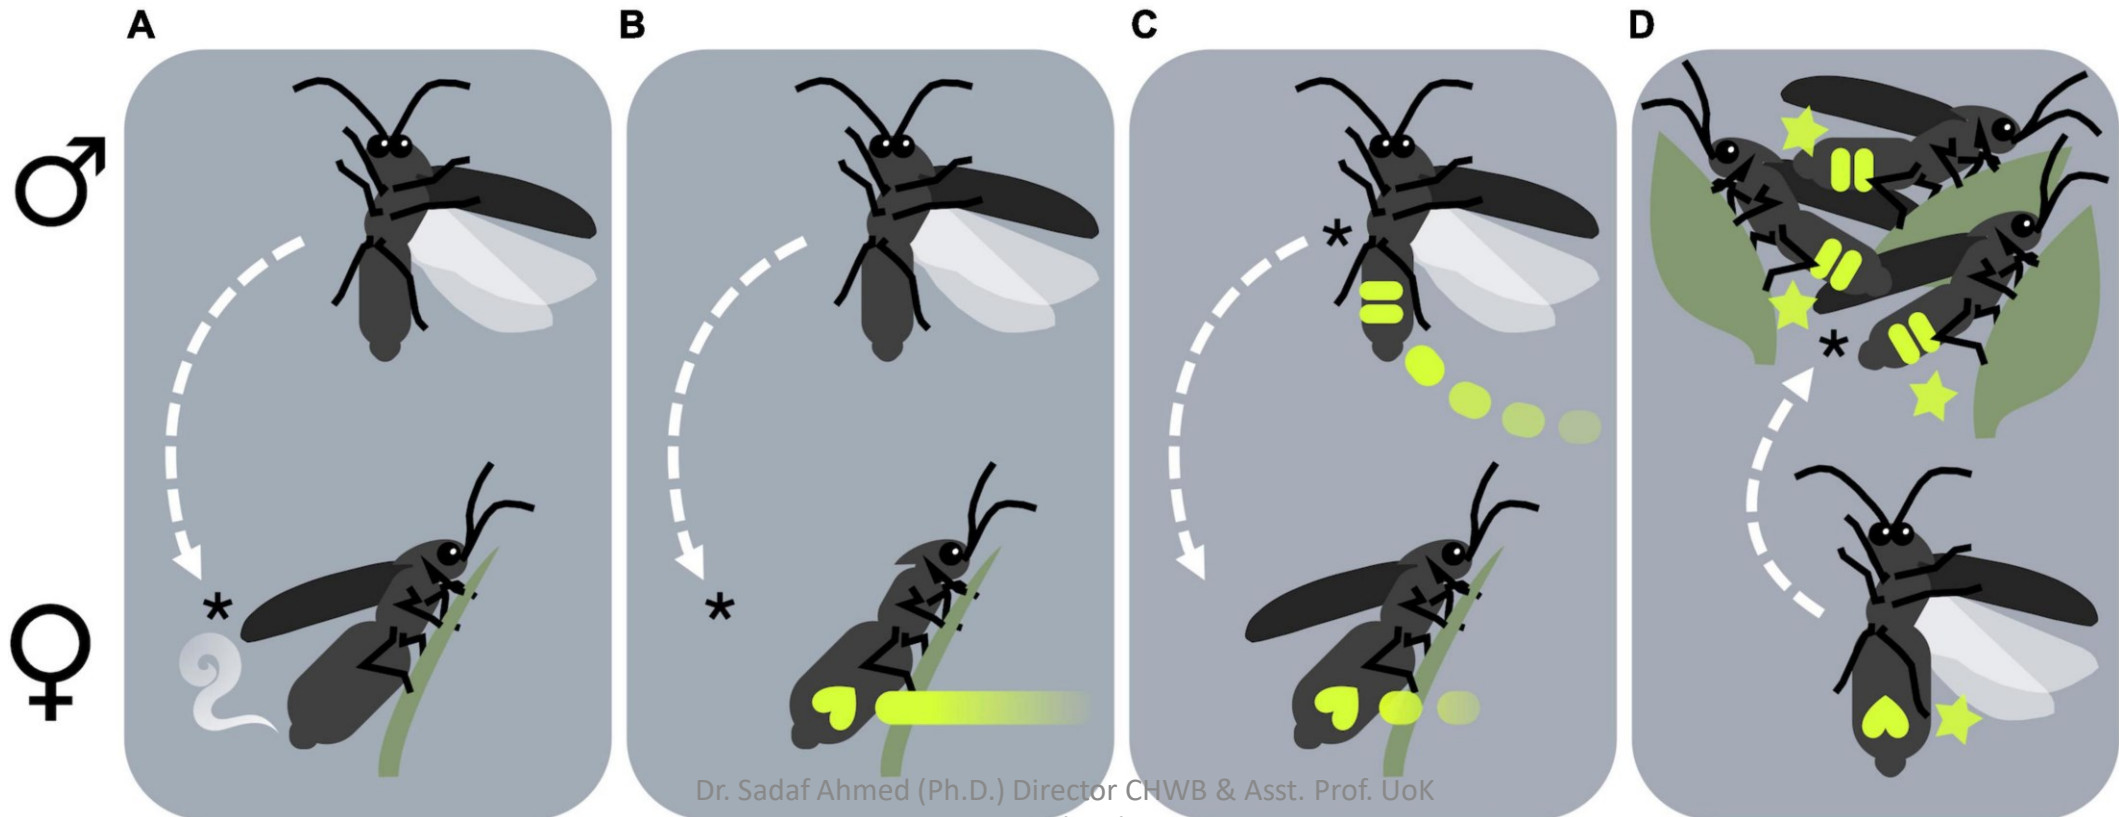 A B C D
Dr. Sadaf Ahmed (Ph.D.) Director CHWB & Asst. Prof. UoK